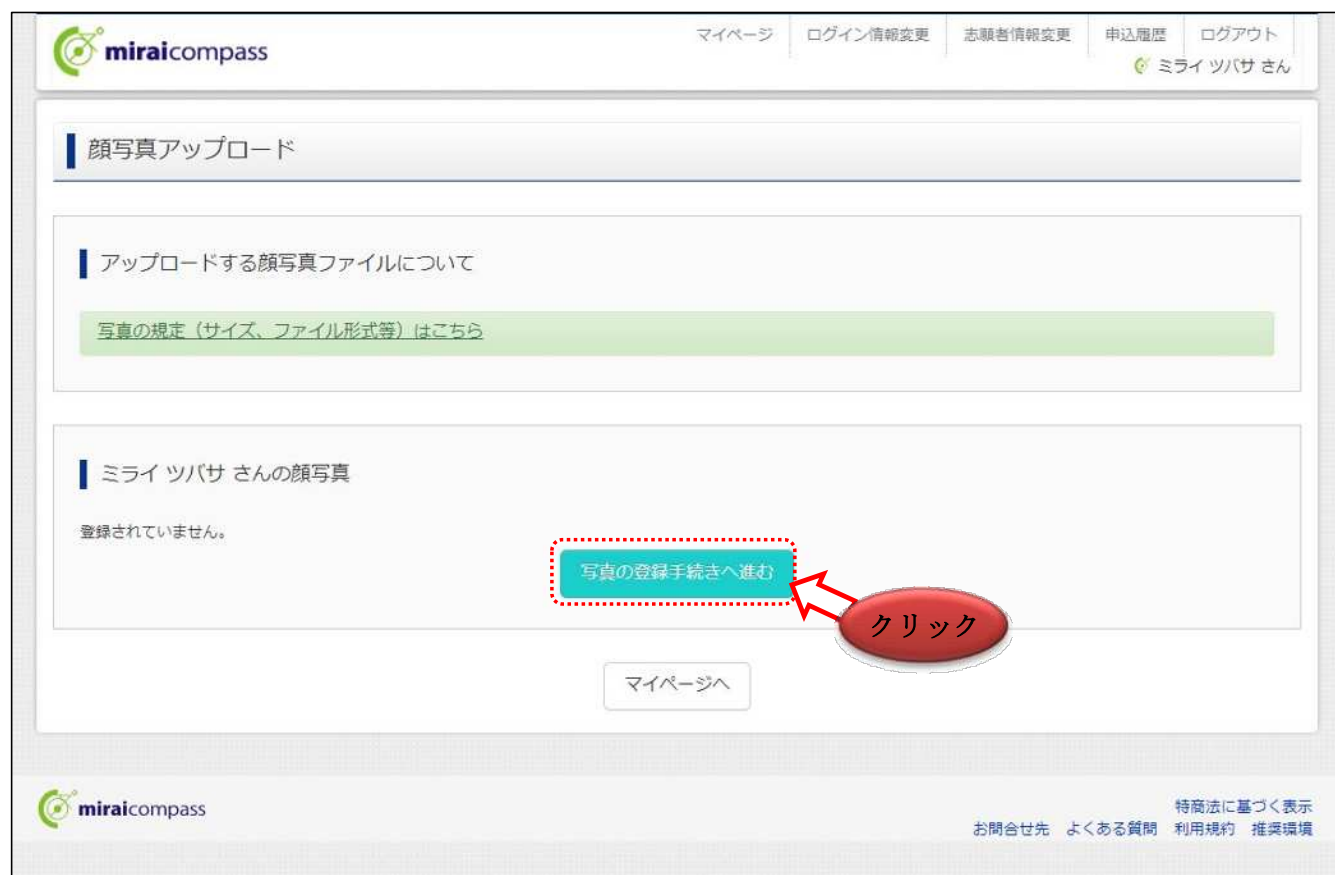 miraicompass
マイページ ログイン情報変更 志願者情報変更 申込履歴 ログアウト
ミライ ツバサ さん
顔写真アップロード
アップロードする顔写真ファイルについて
写真の規定（サイズ、ファイル形式等）はこちら
ミライ ツバサ さんの顔写真
登録されていません。
写真の登録手続きへ進む
クリック
マイページへ
miraicompass
特商法に基づく表示
お問合せ先 よくある質問 利用規約 推奨環境